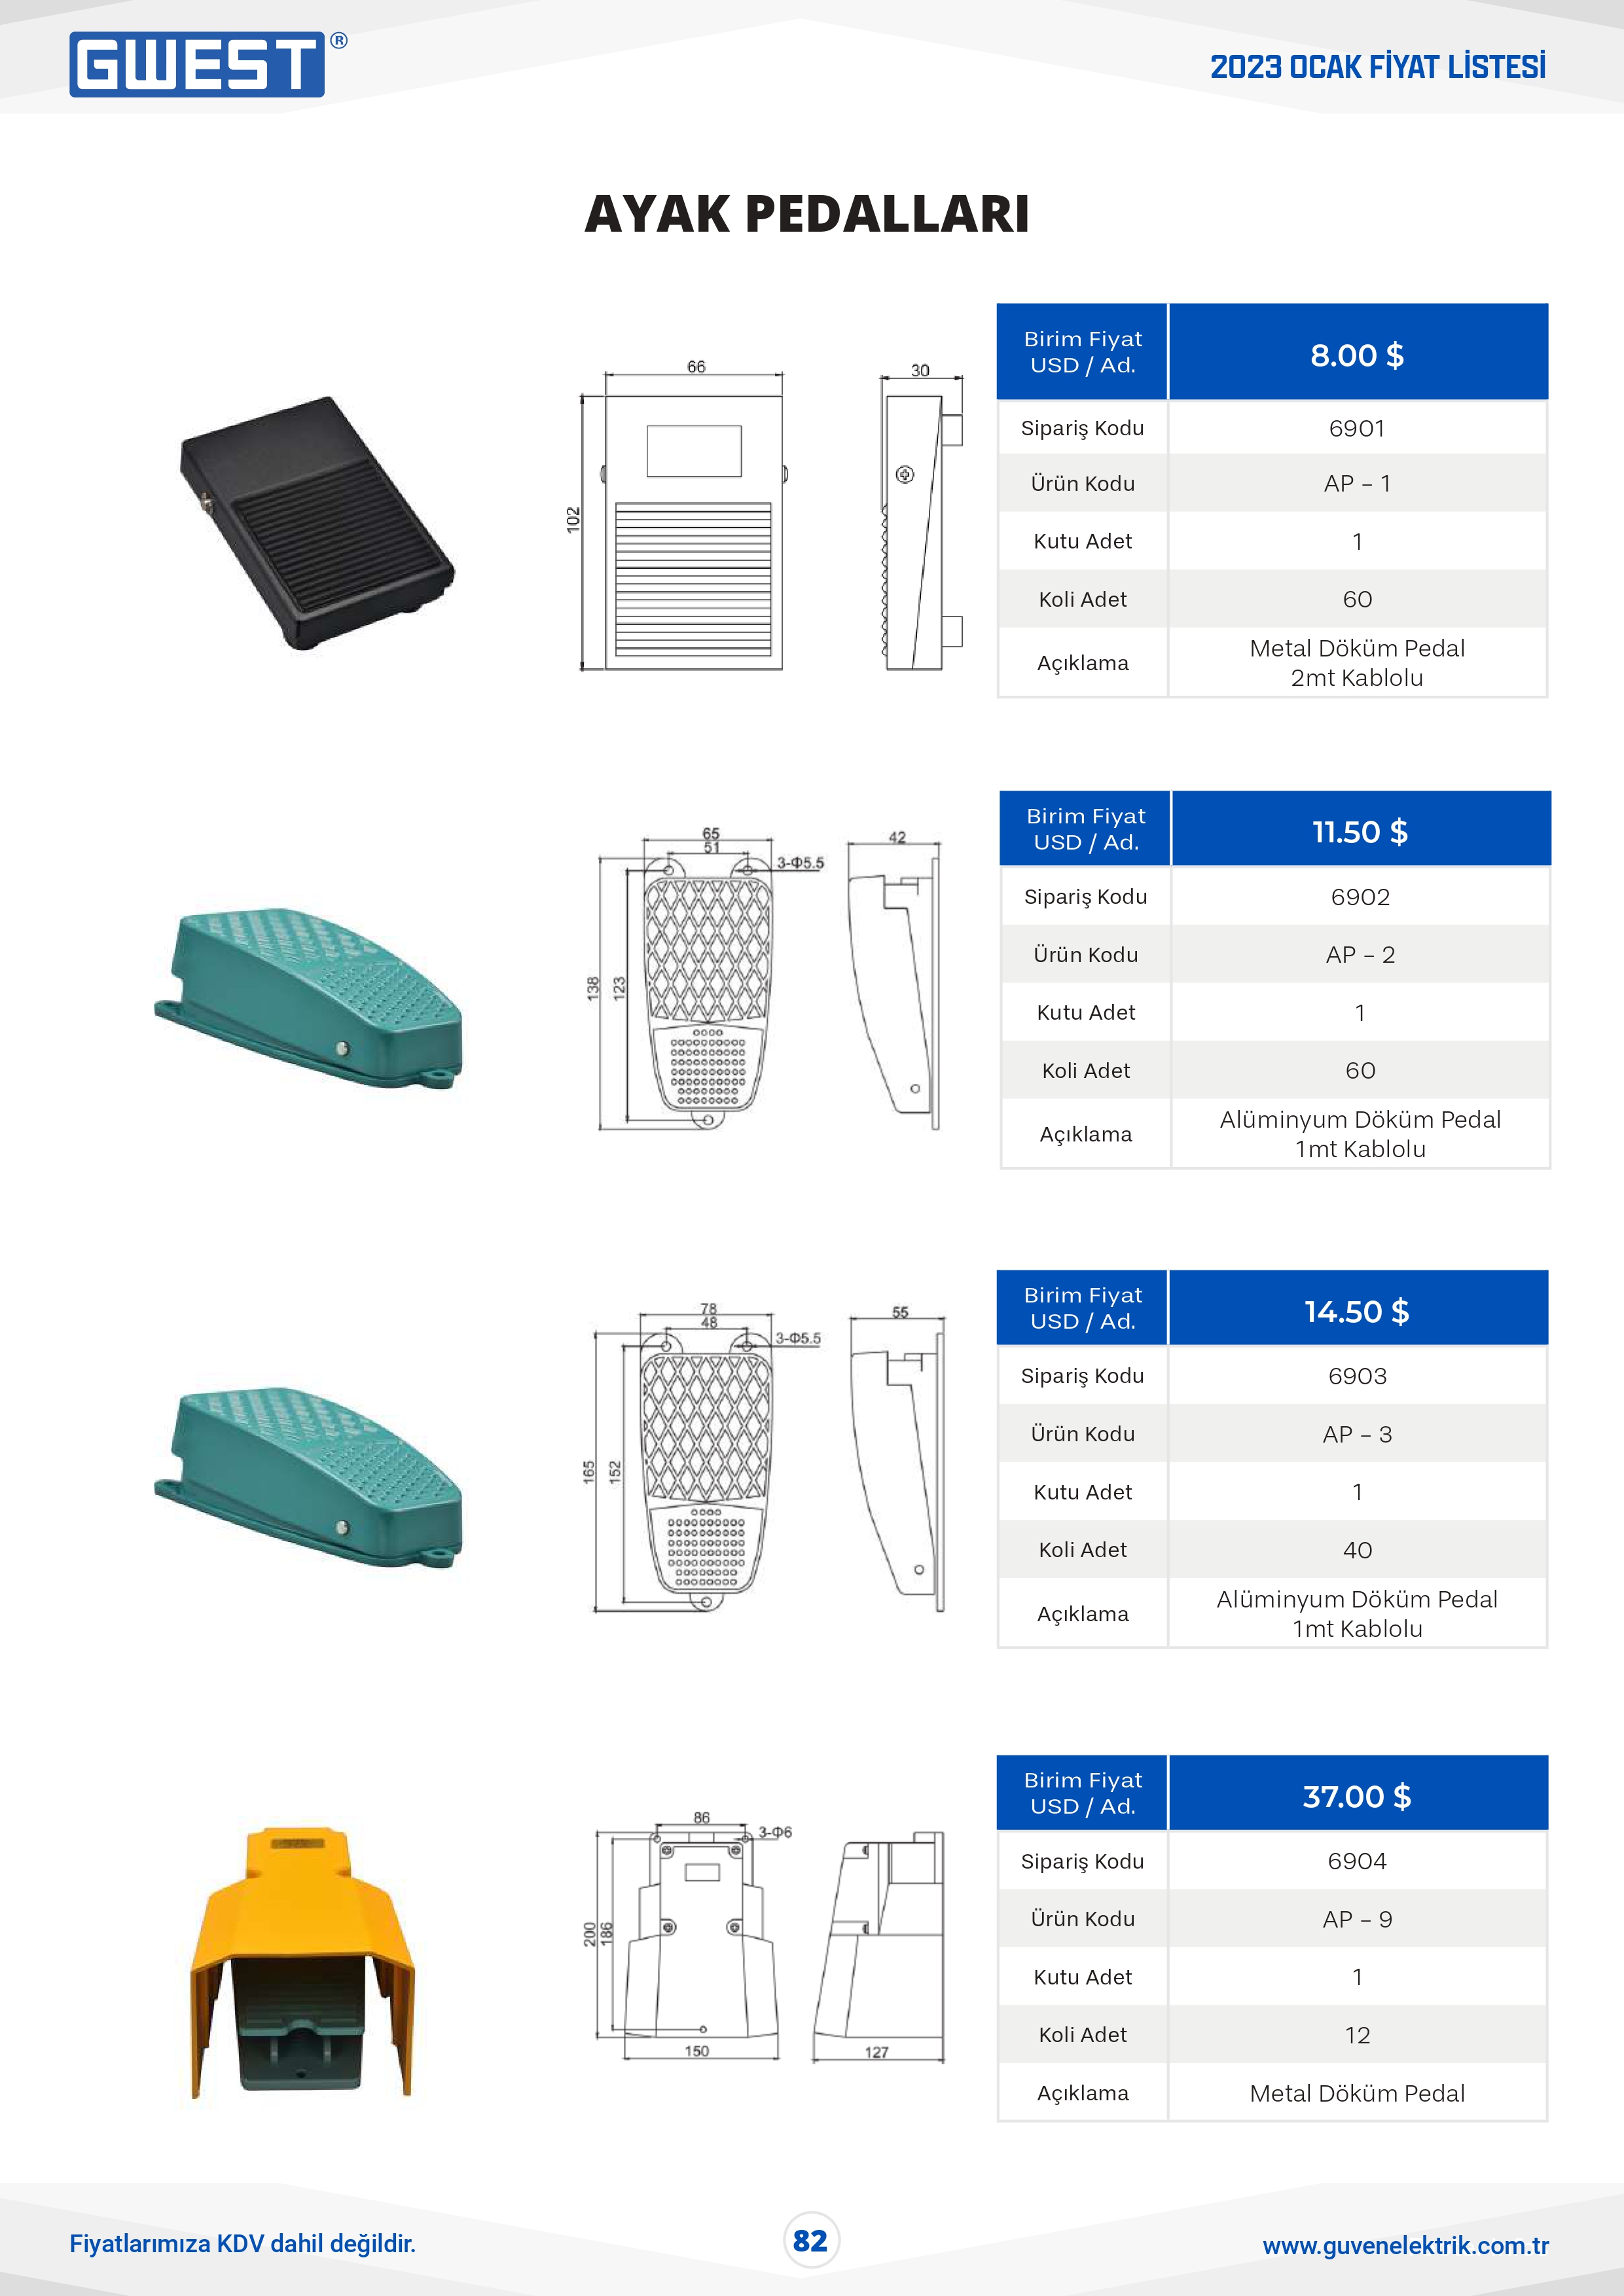 GWEST®
2023 OCAK FİYAT LİSTESİ
AYAK PEDALLARI
66
30
102
Birim Fiyat
USD / Ad.
8.00 $
Sipariş Kodu
6901
Ürün Kodu
AP – 1
Kutu Adet
1
Koli Adet
60
Açıklama
Metal Döküm Pedal
2mt Kablolu
65
51
3-Φ5.5
42
138
123
Birim Fiyat
USD / Ad.
11.50 $
Sipariş Kodu
6902
Ürün Kodu
AP – 2
Kutu Adet
1
Koli Adet
60
Açıklama
Alüminyum Döküm Pedal
1mt Kablolu
78
48
3-Φ5.5
55
165
152
Birim Fiyat
USD / Ad.
14.50 $
Sipariş Kodu
6903
Ürün Kodu
AP – 3
Kutu Adet
1
Koli Adet
40
Açıklama
Alüminyum Döküm Pedal
1mt Kablolu
86
3-Φ6
200
186
150
127
Birim Fiyat
USD / Ad.
37.00 $
Sipariş Kodu
6904
Ürün Kodu
AP – 9
Kutu Adet
1
Koli Adet
12
Açıklama
Metal Döküm Pedal
Fiyatlarımıza KDV dahil değildir.
82
www.guvenelektrik.com.tr